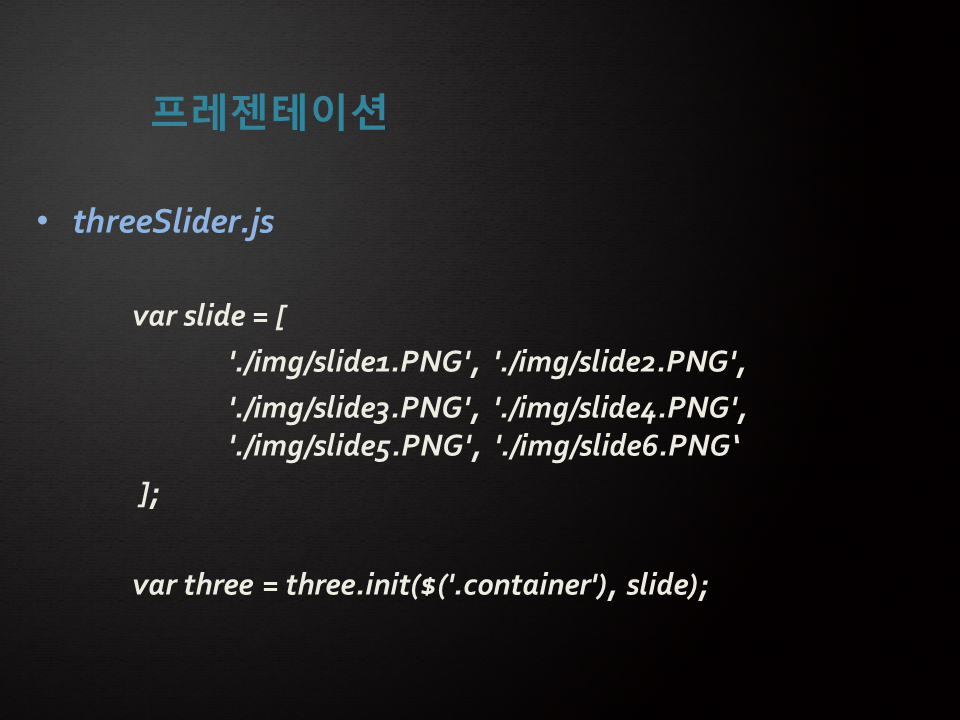 프레젠테이션
• threeSlider.js
var slide = [
'./img/slide1.PNG', './img/slide2.PNG',
'./img/slide3.PNG', './img/slide4.PNG',
'./img/slide5.PNG', './img/slide6.PNG‘
];
var three = three.init($('.container'), slide);